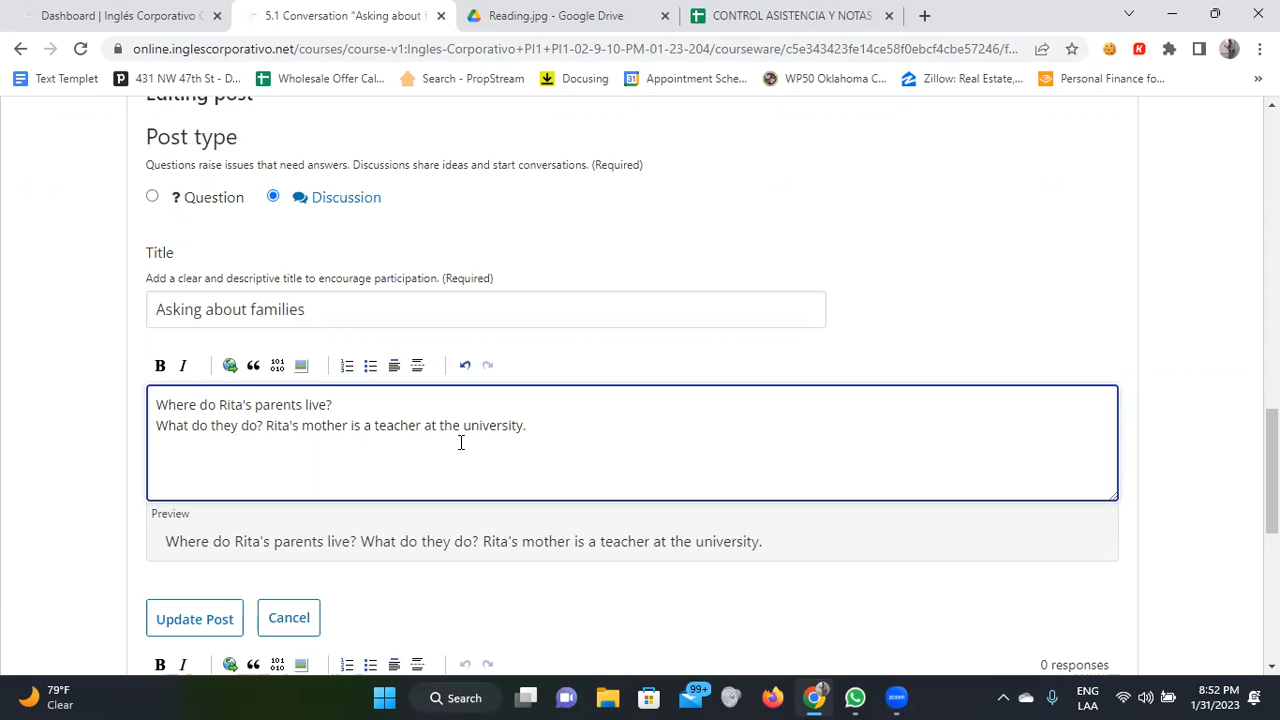 Dashboard | Inglés Corporativo C
5.1 Conversation "Asking about f
Reading.jpg - Google Drive
CONTROL ASISTENCIA Y NOTAS
online.inglescorporativo.net/courses/course-v1:Ingles-Corporativo+PI1+PI1-02-9-10-PM-01-23-204/courseware/c5e343423fe14ce58f0ebcf4cbe57246/f...
Text Templet
431 NW 47th St - D...
Wholesale Offer Cal...
Search - PropStream
Docusing
Appointment Sche...
WP50 Oklahoma C...
Zillow: Real Estate,...
Personal Finance fo...
»
Editing post
Post type
Questions raise issues that need answers. Discussions share ideas and start conversations. (Required)
? Question
Discussion
Title
Add a clear and descriptive title to encourage participation. (Required)
Asking about families
B I
Where do Rita's parents live?
What do they do? Rita's mother is a teacher at the university.
Preview
Where do Rita's parents live? What do they do? Rita's mother is a teacher at the university.
Update Post
Cancel
B I
0 responses
79°F
Clear
Search
99+
zoom
ENG
LAA
8:52 PM
1/31/2023